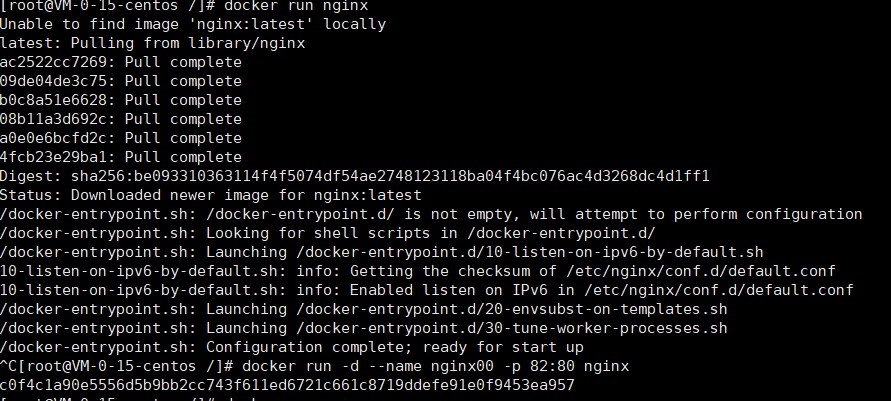 [root@VM-0-15-centos /]# docker run nginx
Unable to find image 'nginx:latest' locally
latest: Pulling from library/nginx
ac2522cc7269: Pull complete
09de04de3c75: Pull complete
b0c8a51e6628: Pull complete
08b11a3d692c: Pull complete
a0e0e6bcfd2c: Pull complete
4fcb23e29ba1: Pull complete
Digest: sha256:be093310363114f4f5074df54ae2748123118ba04f4bc076ac4d3268dc4d1ff1
Status: Downloaded newer image for nginx:latest
/docker-entrypoint.sh: /docker-entrypoint.d/ is not empty, will attempt to perform configuration
/docker-entrypoint.sh: Looking for shell scripts in /docker-entrypoint.d/
/docker-entrypoint.sh: Launching /docker-entrypoint.d/10-listen-on-ipv6-by-default.sh
10-listen-on-ipv6-by-default.sh: info: Getting the checksum of /etc/nginx/conf.d/default.conf
10-listen-on-ipv6-by-default.sh: info: Enabled listen on IPv6 in /etc/nginx/conf.d/default.conf
/docker-entrypoint.sh: Launching /docker-entrypoint.d/20-envsubst-on-templates.sh
/docker-entrypoint.sh: Launching /docker-entrypoint.d/30-tune-worker-processes.sh
/docker-entrypoint.sh: Configuration complete; ready for start up
^C[root@VM-0-15-centos /]# docker run -d --name nginx00 -p 82:80 nginx
c0f4c1a90e5556d5b9bb2cc743f611ed6721c661c8719ddefe91e0f9453ea957